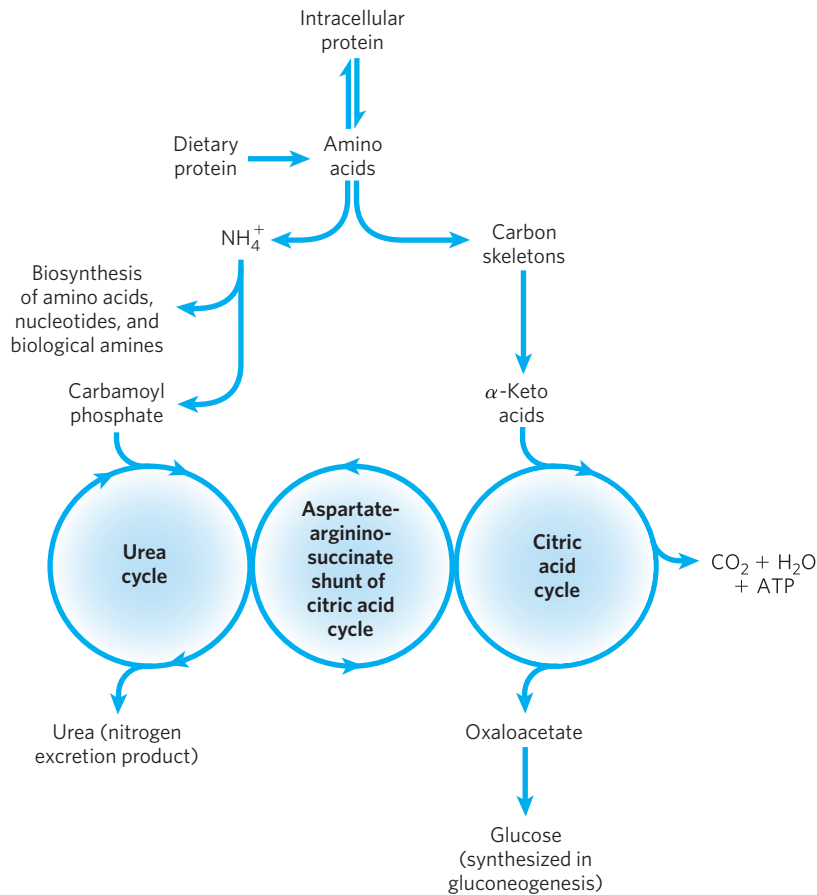 Intracellular
protein
Dietary
protein
Amino
acids
NH₄⁺
Carbon
skeletons
Biosynthesis
of amino acids,
nucleotides, and
biological amines
Carbamoyl
phosphate
α-Keto
acids
Urea
cycle
Aspartate-
arginino-
succinate
shunt of
citric acid
cycle
Citric
acid
cycle
CO₂ + H₂O
+ ATP
Urea (nitrogen
excretion product)
Oxaloacetate
Glucose
(synthesized in
gluconeogenesis)